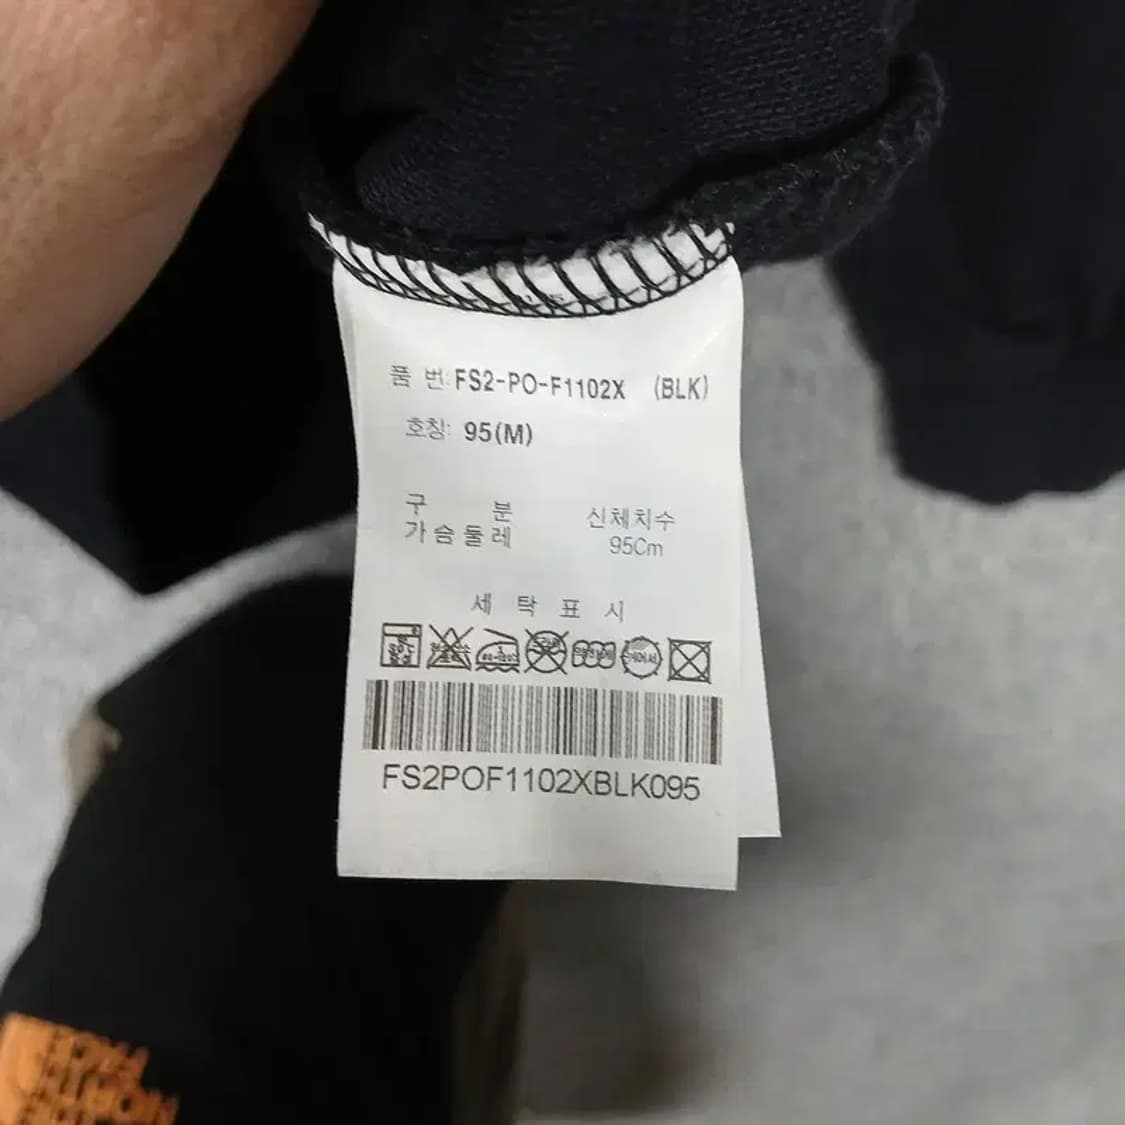 품 번: FS2-PO-F1102X (BLK)
호칭: 95(M)
구 분 신체치수
가슴둘레 95Cm
세 탁 표 시
FS2POF1102XBLK095